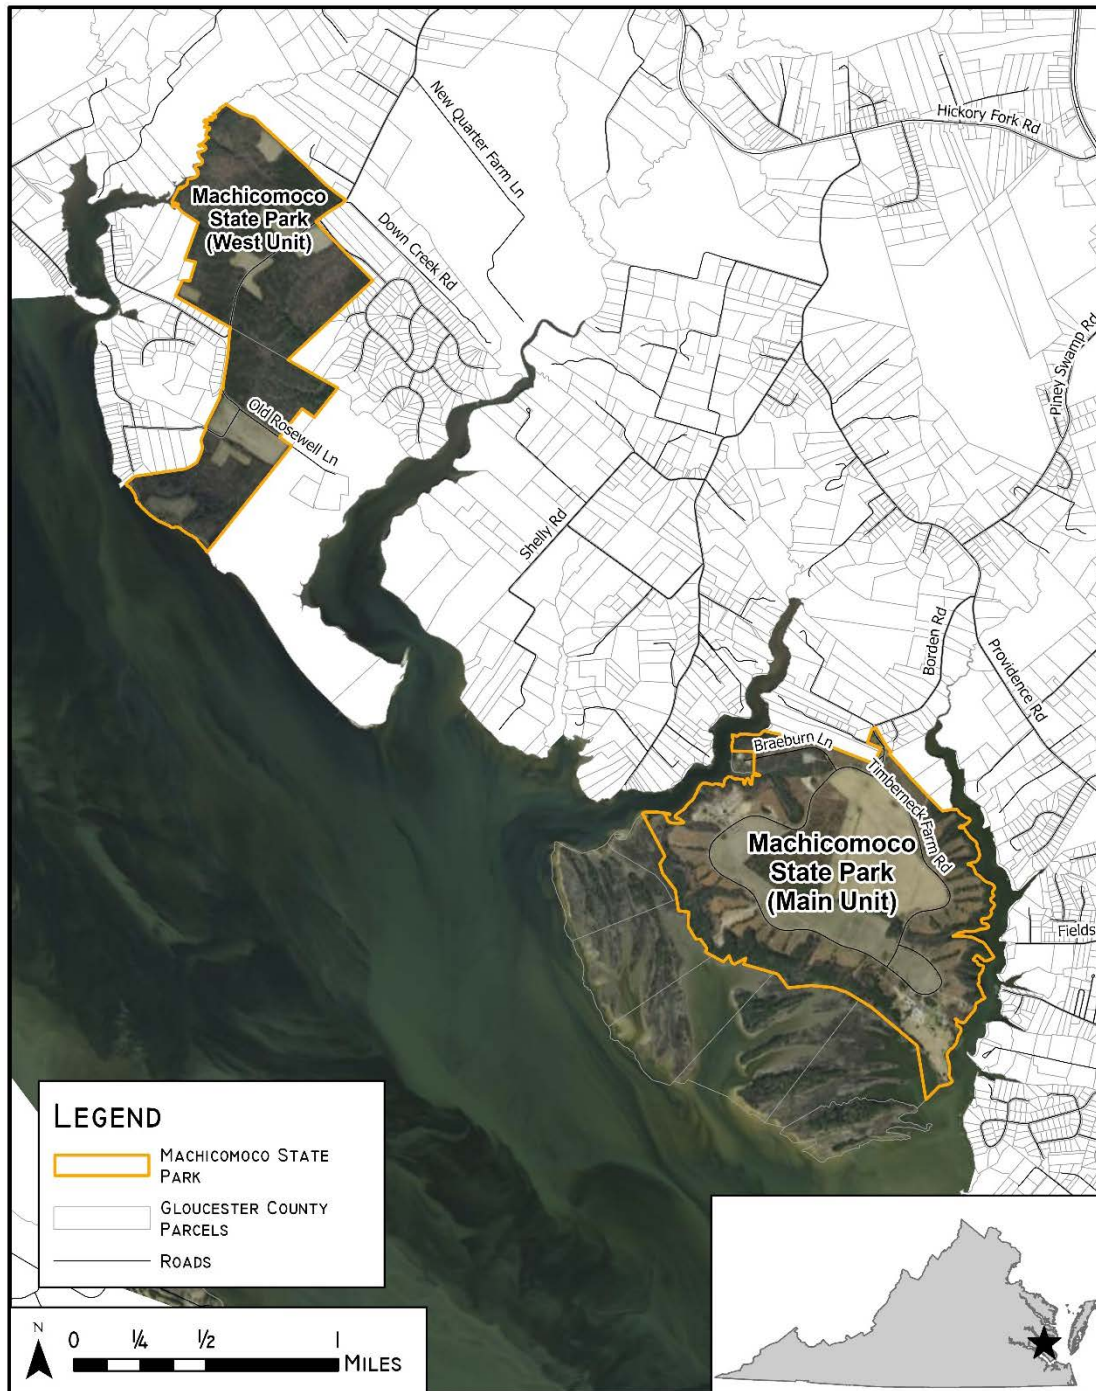 Hickory Fork Rd
New Quarter Farm Ln
Machicomoco
State Park
(West Unit)
Down Creek Rd
Piney Swamp Rd
Old Rosewell Ln
Shelly Rd
Borden Rd
Providence Rd
Braeburn Ln
Timberneck Farm Rd
Machicomoco
State Park
(Main Unit)
Fields
LEGEND
MACHICOMOCO STATE
PARK
GLOUCESTER COUNTY
PARCELS
ROADS
N
0 1/4 1/2 1
MILES